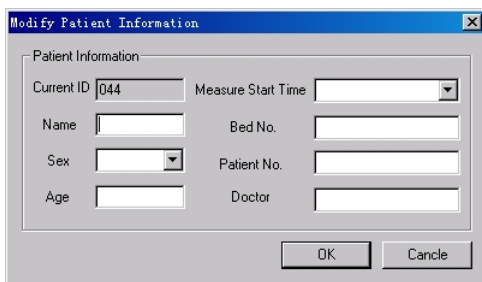 Modify Patient Information
Patient Information
Current ID 044 Measure Start Time
Name Bed No.
Sex Patient No.
Age Doctor
OK Cancle